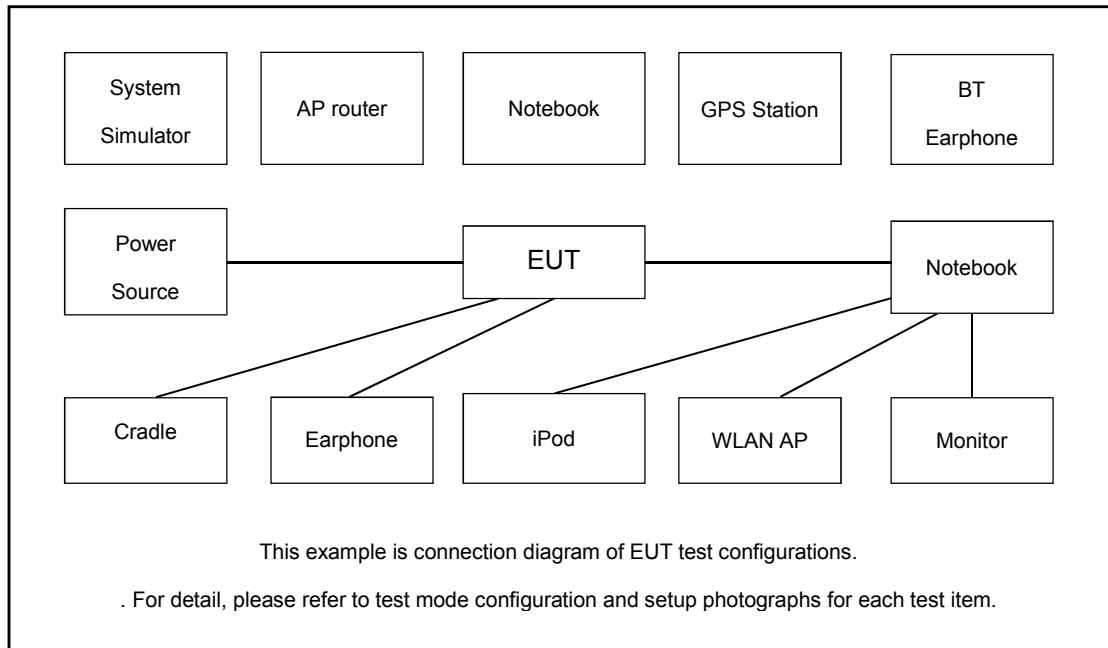 System
Simulator
AP router
Notebook
GPS Station
BT
Earphone
Power
Source
EUT
Notebook
Cradle
Earphone
iPod
WLAN AP
Monitor
This example is connection diagram of EUT test configurations.
. For detail, please refer to test mode configuration and setup photographs for each test item.